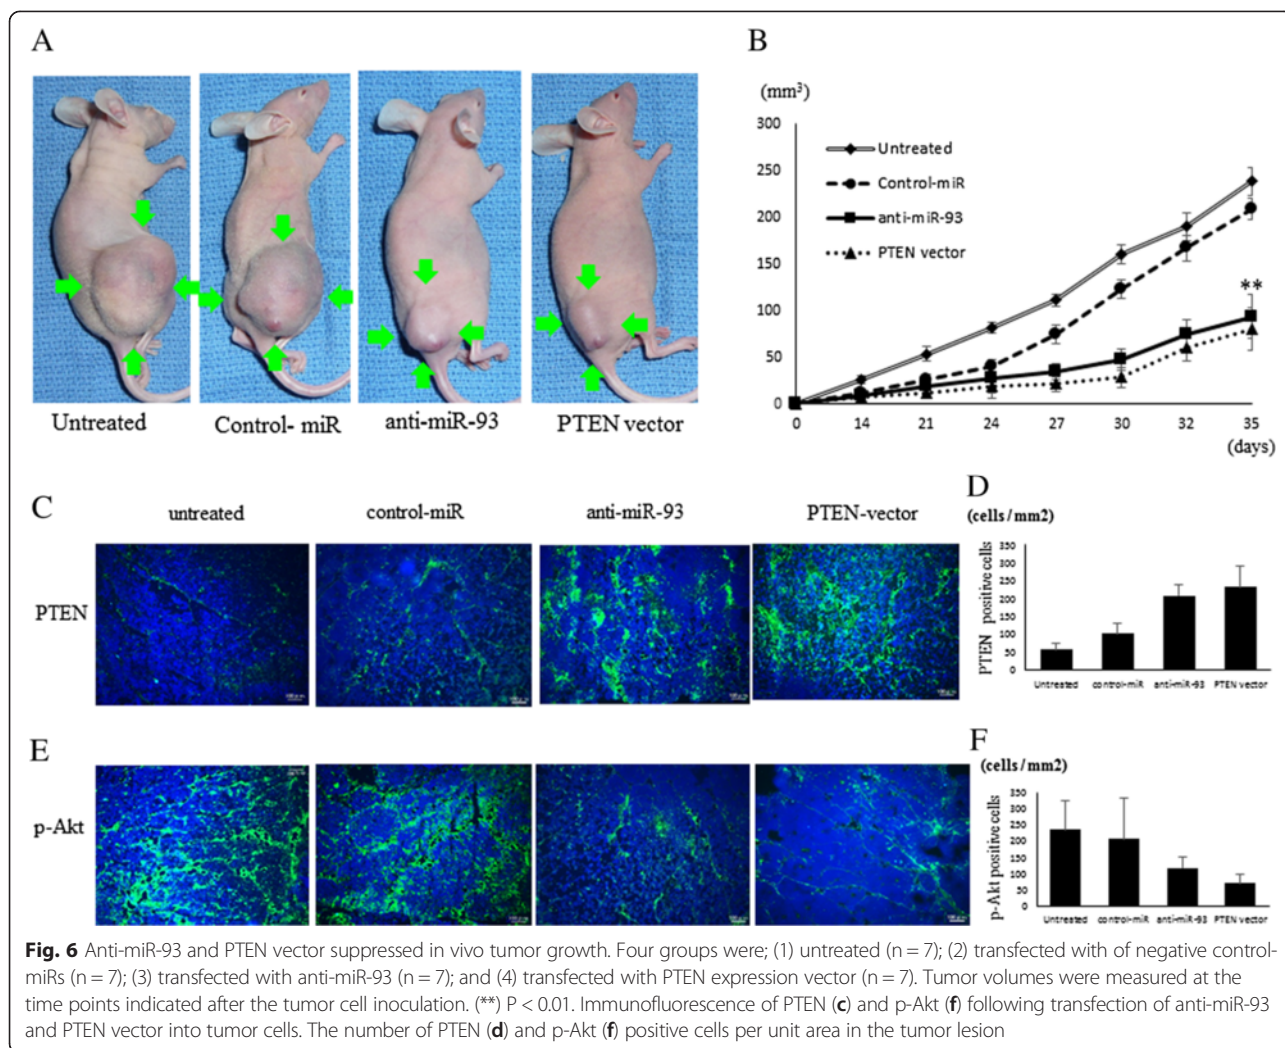 A
Untreated
Control- miR
anti-miR-93
PTEN vector
B
(mm³)
300
250
200
150
100
50
0
Untreated
Control-miR
anti-miR-93
PTEN vector
**
0 14 21 24 27 30 32 35
(days)
C
untreated control-miR anti-miR-93 PTEN-vector
PTEN
D
(cells/mm2)
PTEN positive cells
350
300
250
200
150
100
50
0
Untreated control-miR anti-miR-93 PTEN vector
E
p-Akt
F
(cells/mm2)
p-Akt positive cells
350
300
250
200
150
100
50
0
Untreated control-miR anti-miR-93 PTEN vector
Fig. 6 Anti-miR-93 and PTEN vector suppressed in vivo tumor growth. Four groups were; (1) untreated (n = 7); (2) transfected with of negative control-
miRs (n = 7); (3) transfected with anti-miR-93 (n = 7); and (4) transfected with PTEN expression vector (n = 7). Tumor volumes were measured at the
time points indicated after the tumor cell inoculation. (**) P < 0.01. Immunofluorescence of PTEN (c) and p-Akt (f) following transfection of anti-miR-93
and PTEN vector into tumor cells. The number of PTEN (d) and p-Akt (f) positive cells per unit area in the tumor lesion